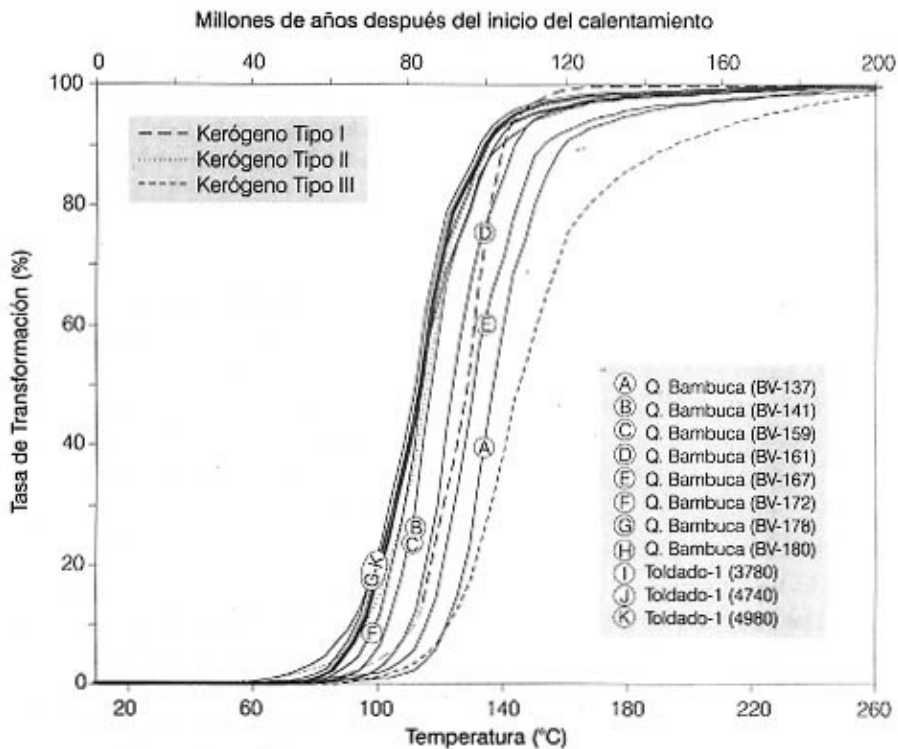 Millones de años después del inicio del calentamiento
0 40 80 120 160 200
100
80
60
40
20
0
Tasa de Transformación (%)
Kerógeno Tipo I
Kerógeno Tipo II
Kerógeno Tipo III
D
E
A
B
C
G-K
F
A Q. Bambuca (BV-137)
B Q. Bambuca (BV-141)
C Q. Bambuca (BV-159)
D Q. Bambuca (BV-161)
E Q. Bambuca (BV-167)
F Q. Bambuca (BV-172)
G Q. Bambuca (BV-178)
H Q. Bambuca (BV-180)
I Toldado-1 (3780)
J Toldado-1 (4740)
K Toldado-1 (4980)
20 60 100 140 180 220 260
Temperatura (°C)